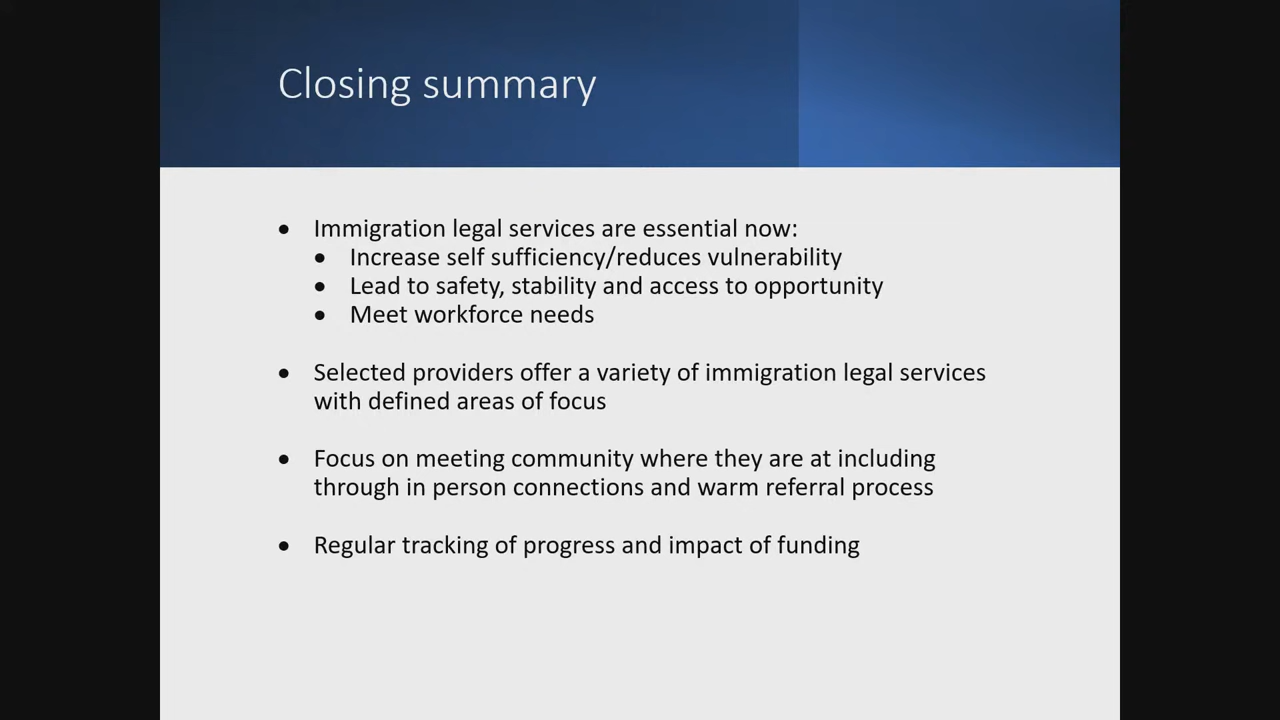 Closing summary
• Immigration legal services are essential now:
• Increase self sufficiency/reduces vulnerability
• Lead to safety, stability and access to opportunity
• Meet workforce needs
• Selected providers offer a variety of immigration legal services
with defined areas of focus
• Focus on meeting community where they are at including
through in person connections and warm referral process
• Regular tracking of progress and impact of funding